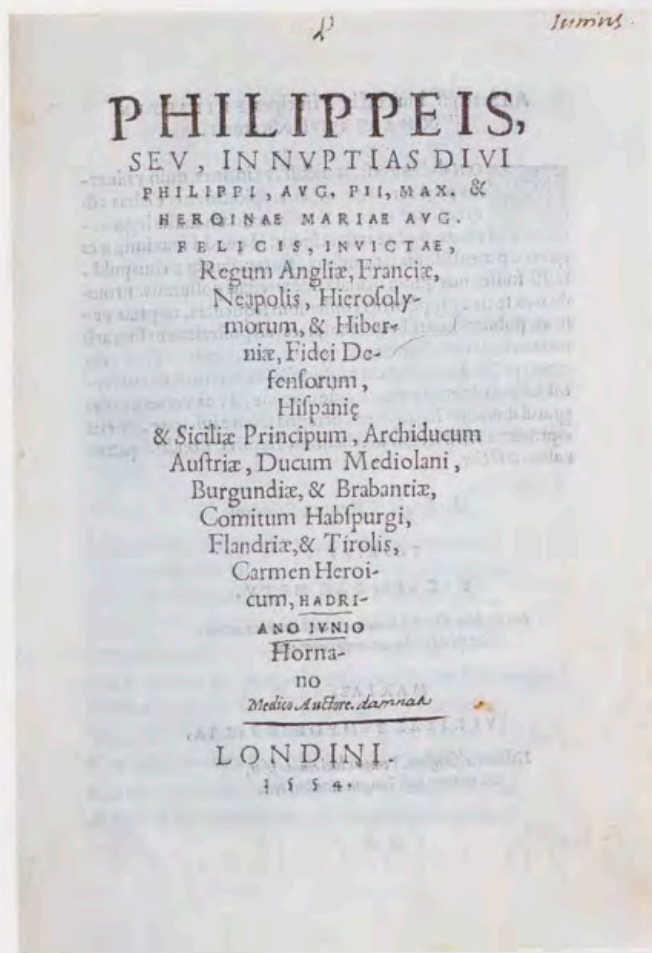 Iunius.
PHILIPPEIS,
SEV, IN NVPTIAS DIVI
PHILIPPI, AVG. PII, MAX. &
HEROINAE MARIAE AVG.
FELICIS, INVICTAE,
Regum Angliæ, Franciæ,
Neapolis, Hieroſoly-
morum, & Hiber-
niæ, Fidei De-
fenſorum,
Hiſpanię
& Siciliæ Principum, Archiducum
Auſtriæ, Ducum Mediolani,
Burgundiæ, & Brabantiæ,
Comitum Habſpurgi,
Flandriæ, & Tirolis,
Carmen Heroi-
cum, HADRI-
ANO IVNIO
Horna-
no
Medico Auctore. damnati
LONDINI.
1554.